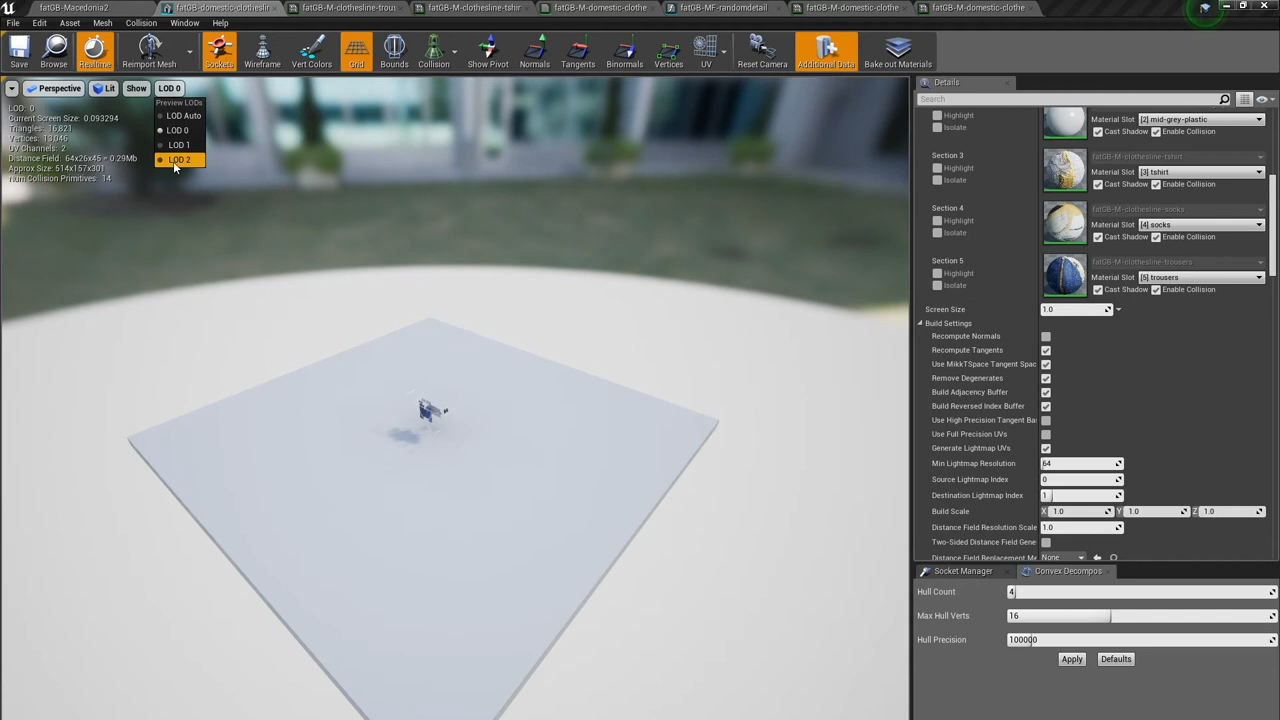 fatGB-Macedonia2
fatGB-domestic-clotheslin
fatGB-M-clothesline-trou
fatGB-M-clothesline-tshir
fatGB-M-domestic-clothe
fatGB-MF-randomdetail
fatGB-M-domestic-clothe
fatGB-M-domestic-clothe
File Edit Asset Mesh Collision Window Help
Save Browse Realtime Reimport Mesh Sockets Wireframe Vert Colors Grid Bounds Collision Show Pivot Normals Tangents Binormals Vertices UV Reset Camera Additional Data Bake out Materials
Perspective Lit Show LOD 0
Preview LODs
LOD Auto
LOD 0
LOD 1
LOD 2
LOD: 0
Current Screen Size: 0.093294
Triangles: 16,821
Vertices: 13,046
UV Channels: 2
Distance Field: 64x26x45 = 0.29Mb
Approx Size: 514x157x301
Num Collision Primitives: 14
Details
Search
Highlight
Isolate
Material Slot [2] mid-grey-plastic
Cast Shadow Enable Collision
Section 3
Highlight
Isolate
fatGB-M-clothesline-tshirt
Material Slot [3] tshirt
Cast Shadow Enable Collision
Section 4
Highlight
Isolate
fatGB-M-clothesline-socks
Material Slot [4] socks
Cast Shadow Enable Collision
Section 5
Highlight
Isolate
fatGB-M-clothesline-trousers
Material Slot [5] trousers
Cast Shadow Enable Collision
Screen Size 1.0
Build Settings
Recompute Normals
Recompute Tangents
Use MikkTSpace Tangent Spac
Remove Degenerates
Build Adjacency Buffer
Build Reversed Index Buffer
Use High Precision Tangent Ba
Use Full Precision UVs
Generate Lightmap UVs
Min Lightmap Resolution 64
Source Lightmap Index 0
Destination Lightmap Index 1
Build Scale X 1.0 Y 1.0 Z 1.0
Distance Field Resolution Scale 1.0
Two-Sided Distance Field Gene
Distance Field Replacement Me None
Socket Manager Convex Decompos
Hull Count 4
Max Hull Verts 16
Hull Precision 100000
Apply Defaults